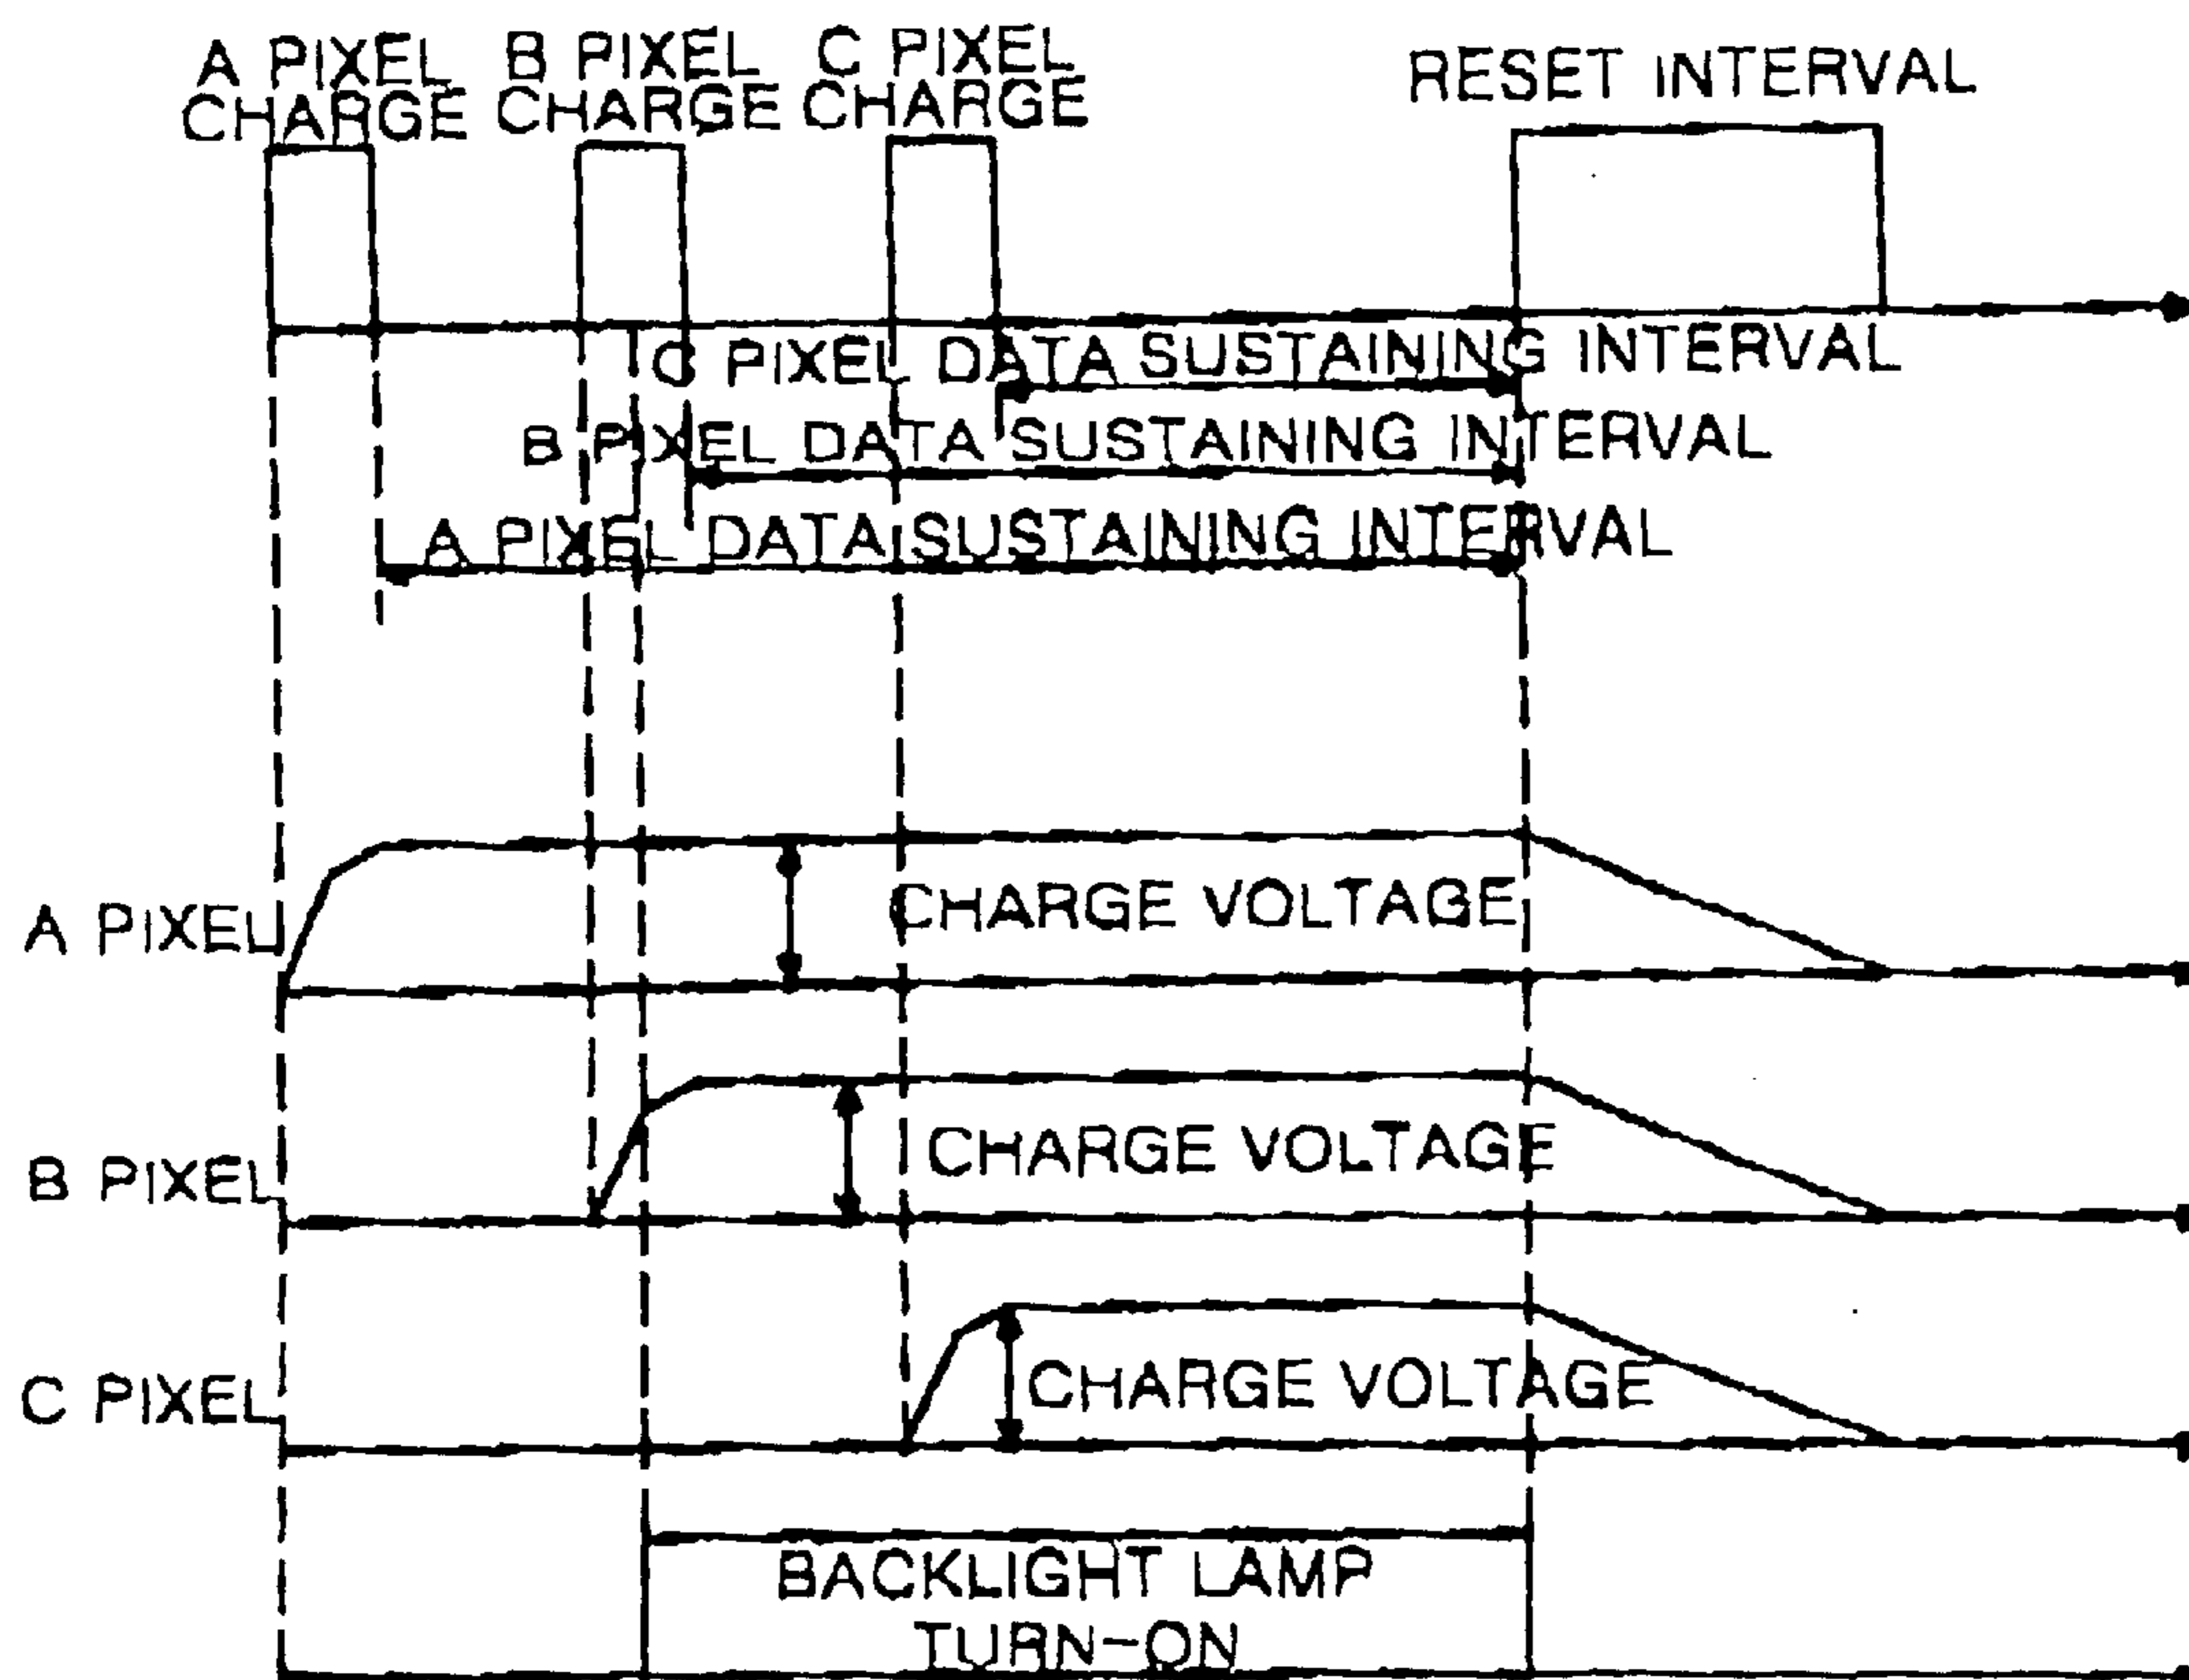 A PIXEL
CHARGE
B PIXEL
CHARGE
C PIXEL
CHARGE
RESET INTERVAL
C PIXEL DATA SUSTAINING INTERVAL
B PIXEL DATA SUSTAINING INTERVAL
A PIXEL DATA SUSTAINING INTERVAL
A PIXEL
CHARGE VOLTAGE
B PIXEL
CHARGE VOLTAGE
C PIXEL
CHARGE VOLTAGE
BACKLIGHT LAMP
TURN-ON